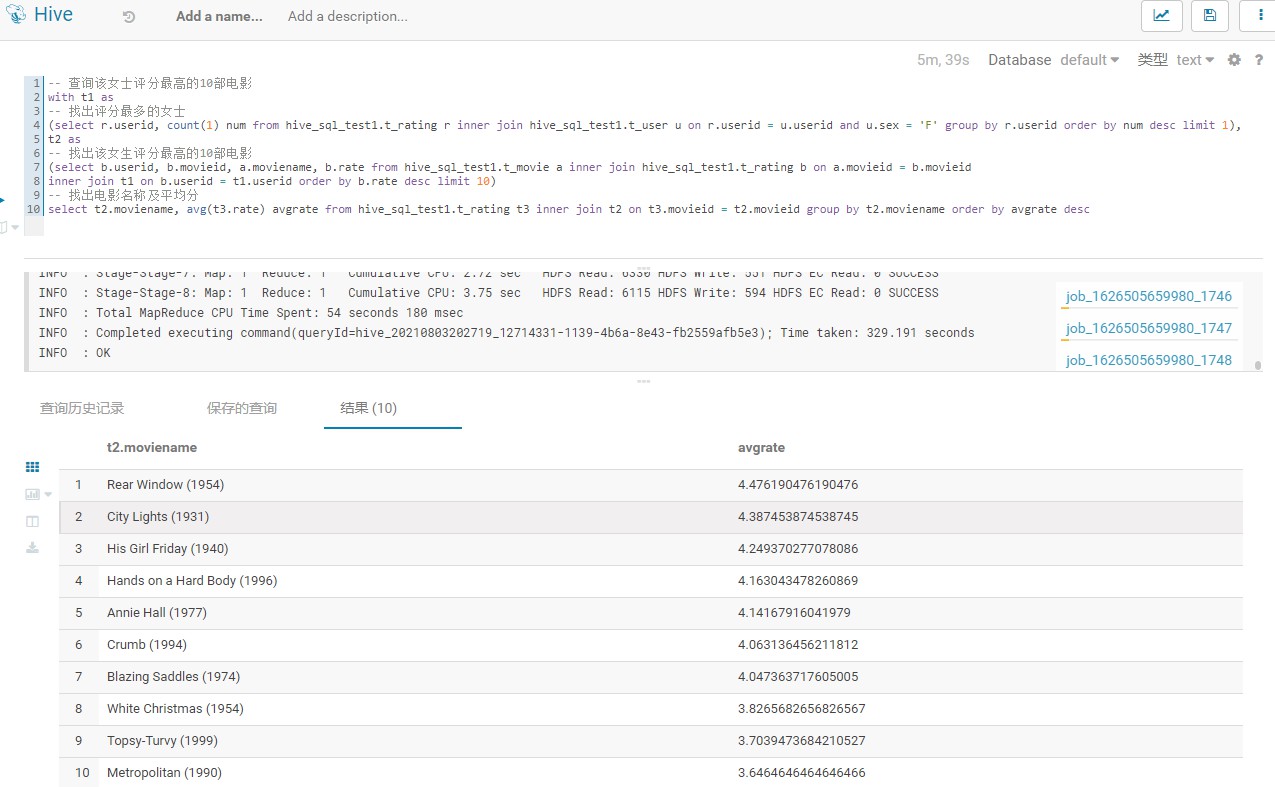 Hive
Add a name...
Add a description...
5m, 39s Database default 类型 text ?
1 -- 查询该女士评分最高的10部电影
2 with t1 as
3 -- 找出评分最多的女士
4 (select r.userid, count(1) num from hive_sql_test1.t_rating r inner join hive_sql_test1.t_user u on r.userid = u.userid and u.sex = 'F' group by r.userid order by num desc limit 1),
5 t2 as
6 -- 找出该女生评分最高的10部电影
7 (select b.userid, b.movieid, a.moviename, b.rate from hive_sql_test1.t_movie a inner join hive_sql_test1.t_rating b on a.movieid = b.movieid
8 inner join t1 on b.userid = t1.userid order by b.rate desc limit 10)
9 -- 找出电影名称及平均分
10 select t2.moviename, avg(t3.rate) avgrate from hive_sql_test1.t_rating t3 inner join t2 on t3.movieid = t2.movieid group by t2.moviename order by avgrate desc
INFO : Stage-Stage-7: Map: 1 Reduce: 1 Cumulative CPU: 2.72 sec HDFS Read: 6330 HDFS Write: 551 HDFS EC Read: 0 SUCCESS
INFO : Stage-Stage-8: Map: 1 Reduce: 1 Cumulative CPU: 3.75 sec HDFS Read: 6115 HDFS Write: 594 HDFS EC Read: 0 SUCCESS
INFO : Total MapReduce CPU Time Spent: 54 seconds 180 msec
INFO : Completed executing command(queryId=hive_20210803202719_12714331-1139-4b6a-8e43-fb2559afb5e3); Time taken: 329.191 seconds
INFO : OK
job_1626505659980_1746
job_1626505659980_1747
job_1626505659980_1748
查询历史记录 保存的查询 结果 (10)
t2.moviename avgrate
1 Rear Window (1954) 4.476190476190476
2 City Lights (1931) 4.387453874538745
3 His Girl Friday (1940) 4.249370277078086
4 Hands on a Hard Body (1996) 4.163043478260869
5 Annie Hall (1977) 4.14167916041979
6 Crumb (1994) 4.063136456211812
7 Blazing Saddles (1974) 4.047363717605005
8 White Christmas (1954) 3.8265682656826567
9 Topsy-Turvy (1999) 3.7039473684210527
10 Metropolitan (1990) 3.6464646464646466